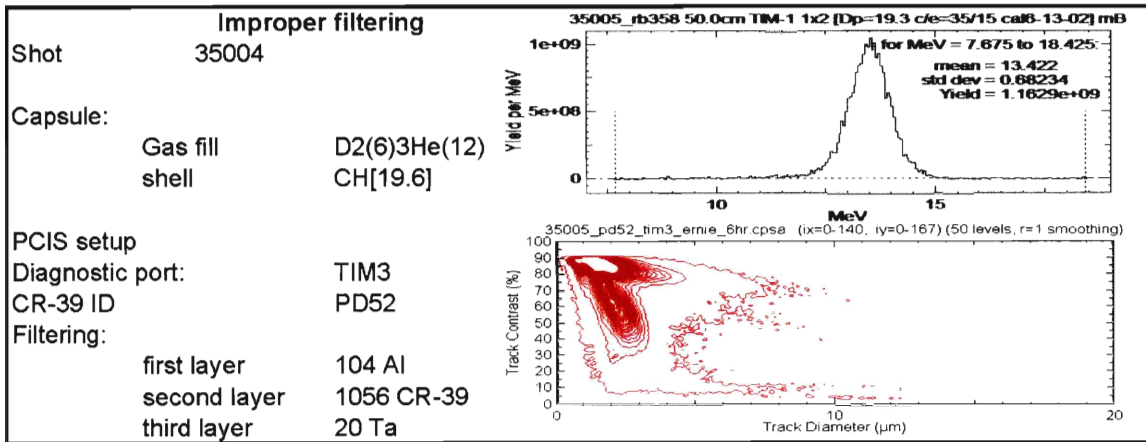 Improper filtering
Shot 35004
Capsule:
Gas fill D2(6)3He(12)
shell CH[19.6]
PCIS setup
Diagnostic port: TIM3
CR-39 ID PD52
Filtering:
first layer 104 Al
second layer 1056 CR-39
third layer 20 Ta
35005_rb358 50.0cm TIM-1 1x2 [Dp=19.3 c/e=35/15 cal6-13-02] mB
for MeV = 7.675 to 18.425:
mean = 13.422
std dev = 0.68234
Yield = 1.1629e+09
Yield per MeV
1e+09
5e+08
0
10 15
MeV
35005_pd52_tim3_ernie_6hr.cpsa (ix=0-140, iy=0-167) (50 levels, r=1 smoothing)
Track Contrast (%)
100
90
80
70
60
50
40
30
20
10
0
0 10 20
Track Diameter (µm)